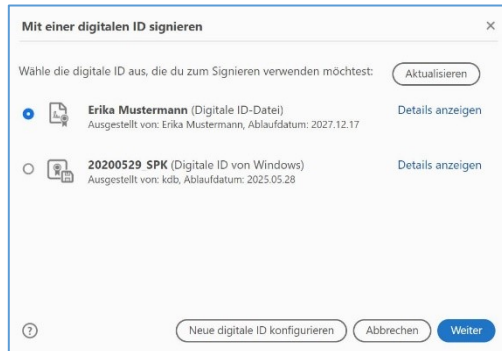 Mit einer digitalen ID signieren
Wähle die digitale ID aus, die du zum Signieren verwenden möchtest:
Aktualisieren
Erika Mustermann (Digitale ID-Datei)
Details anzeigen
Ausgestellt von: Erika Mustermann, Ablaufdatum: 2027.12.17
20200529_SPK (Digitale ID von Windows)
Details anzeigen
Ausgestellt von: kdb, Ablaufdatum: 2025.05.28
?
Neue digitale ID konfigurieren
Abbrechen
Weiter